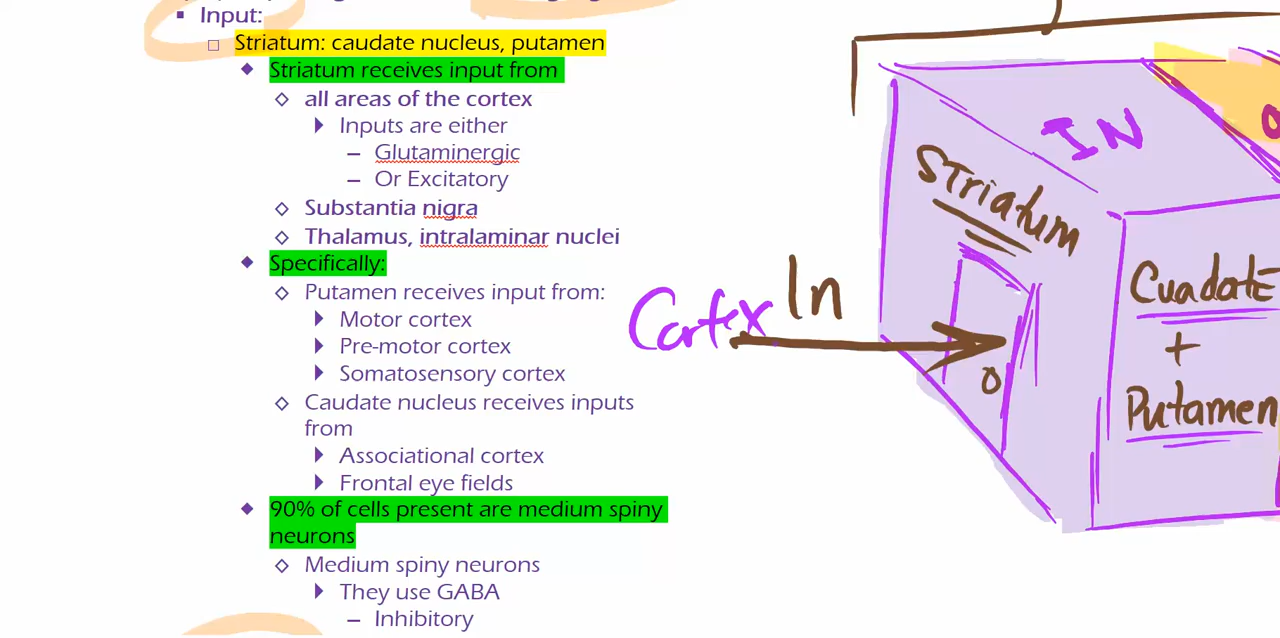 Input:
Striatum: caudate nucleus, putamen
Striatum receives input from
all areas of the cortex
Inputs are either
Glutaminergic
Or Excitatory
Substantia nigra
Thalamus, intralaminar nuclei
Specifically:
Putamen receives input from:
Motor cortex
Pre-motor cortex
Somatosensory cortex
Caudate nucleus receives inputs
from
Associational cortex
Frontal eye fields
90% of cells present are medium spiny
neurons
Medium spiny neurons
They use GABA
Inhibitory
IN
Striatum
Cortex
In
Cuadate
+
Putamen